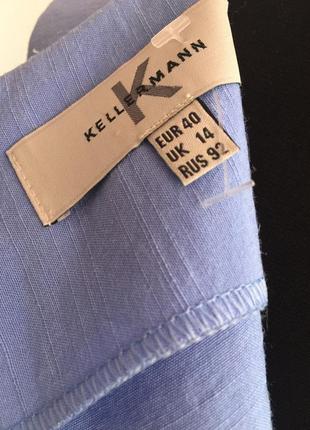 K
KELLERMANN
EUR 40
UK 14
RUS 92